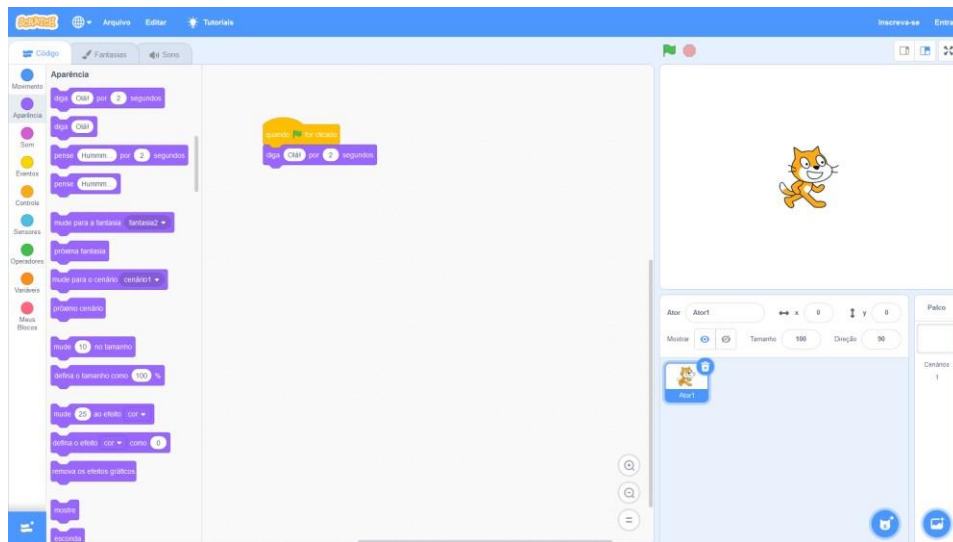 SCRATCH Arquivo Editar Tutoriais Inscreva-se Entra
Código Fantasias Sons
Movimento
Aparência
Som
Eventos
Controle
Sensores
Operadores
Variáveis
Meus
Blocos
Aparência
diga Olá! por 2 segundos
diga Olá!
pense Hummm... por 2 segundos
pense Hummm...
mude para a fantasia fantasia2
próxima fantasia
mude para o cenário cenário1
próximo cenário
mude 10 no tamanho
defina o tamanho como 100 %
mude 25 ao efeito cor
defina o efeito cor como 0
remova os efeitos gráficos
mostre
esconda
quando for clicado
diga Olá! por 2 segundos
Ator Ator1 x 0 y 0
Mostrar Tamanho 100 Direção 90
Ator1
Palco
Cenários
1